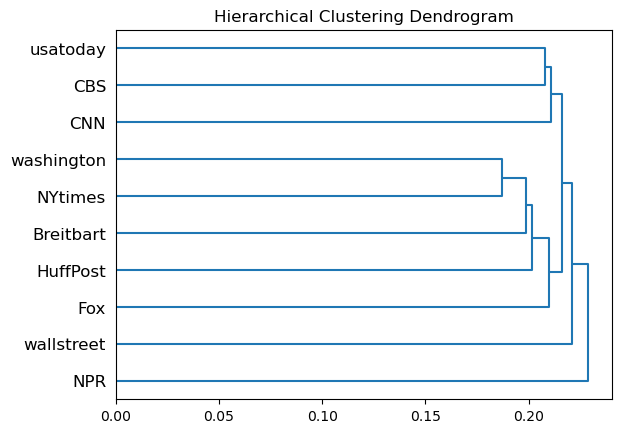 Hierarchical Clustering Dendrogram
usatoday
CBS
CNN
washington
NYtimes
Breitbart
HuffPost
Fox
wallstreet
NPR
0.00 0.05 0.10 0.15 0.20